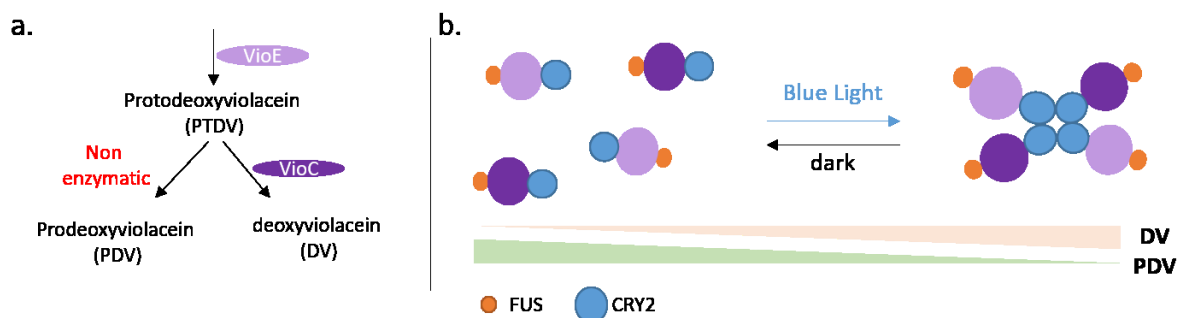 a.
VioE
Protodeoxyviolacein
(PTDV)
Non
enzymatic
VioC
Prodeoxyviolacein
(PDV)
deoxyviolacein
(DV)
b.
Blue Light
dark
DV
PDV
FUS
CRY2